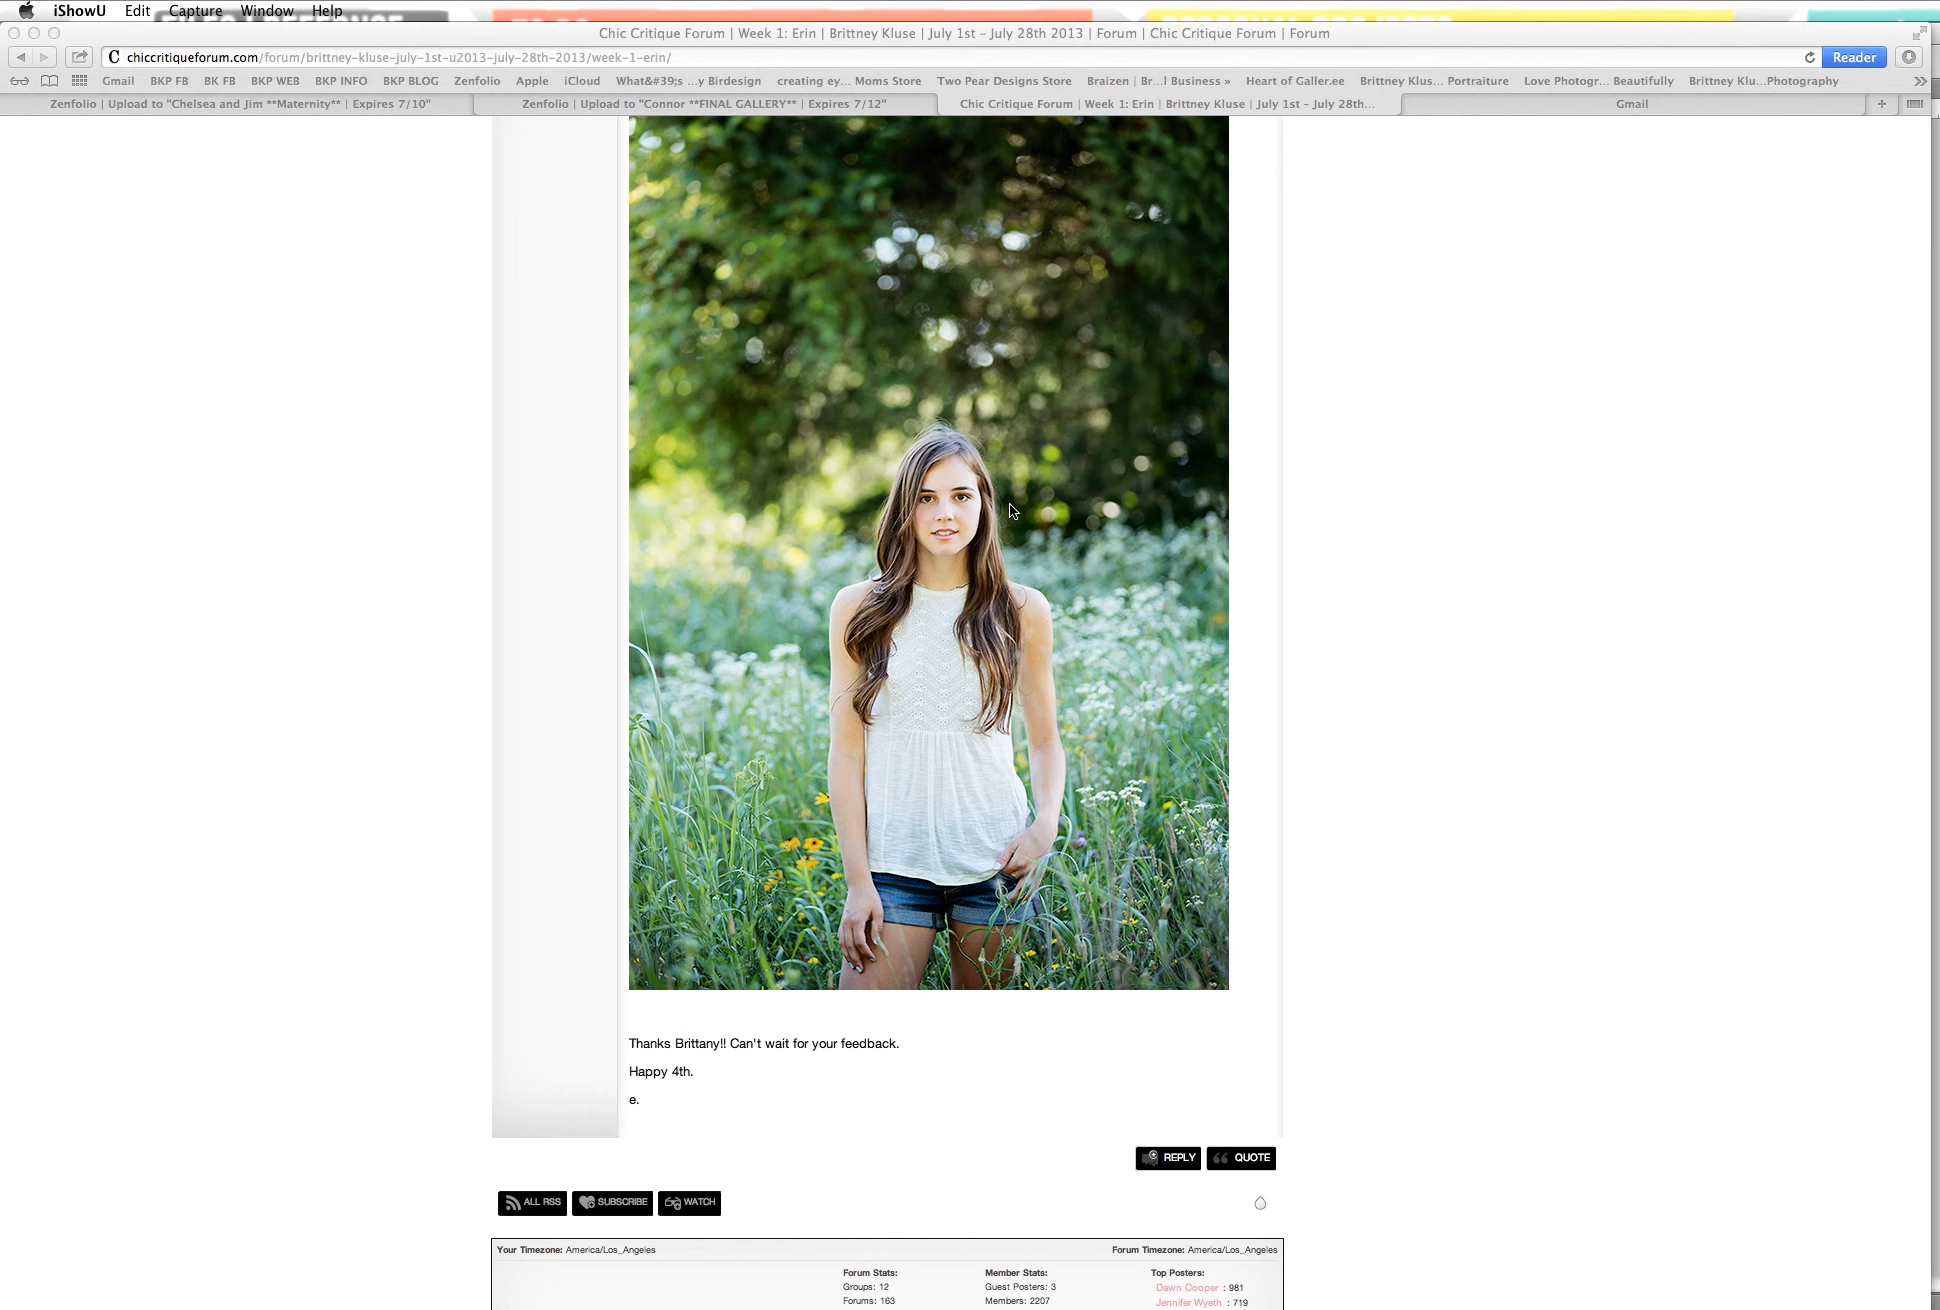 iShowU Edit Capture Window Help
Chic Critique Forum | Week 1: Erin | Brittney Kluse | July 1st – July 28th 2013 | Forum | Chic Critique Forum | Forum
chiccritiqueforum.com/forum/brittney-kluse-july-1st-u2013-july-28th-2013/week-1-erin/
Reader
Gmail BKP FB BK FB BKP WEB BKP INFO BKP BLOG Zenfolio Apple iCloud What&#39;s ...y Birdesign creating ey... Moms Store Two Pear Designs Store Braizen | Br...l Business » Heart of Galler.ee Brittney Klus... Portraiture Love Photogr... Beautifully Brittney Klu...Photography
Zenfolio | Upload to "Chelsea and Jim **Maternity** | Expires 7/10" Zenfolio | Upload to "Connor **FINAL GALLERY** | Expires 7/12" Chic Critique Forum | Week 1: Erin | Brittney Kluse | July 1st – July 28th... Gmail
Thanks Brittany!! Can't wait for your feedback.
Happy 4th.
e.
REPLY QUOTE
ALL RSS SUBSCRIBE WATCH
Your Timezone: America/Los_Angeles Forum Timezone: America/Los_Angeles
Forum Stats: Member Stats: Top Posters:
Groups: 12 Guest Posters: 3 Dawn Cooper : 981
Forums: 163 Members: 2207 Jennifer Wyeth : 719